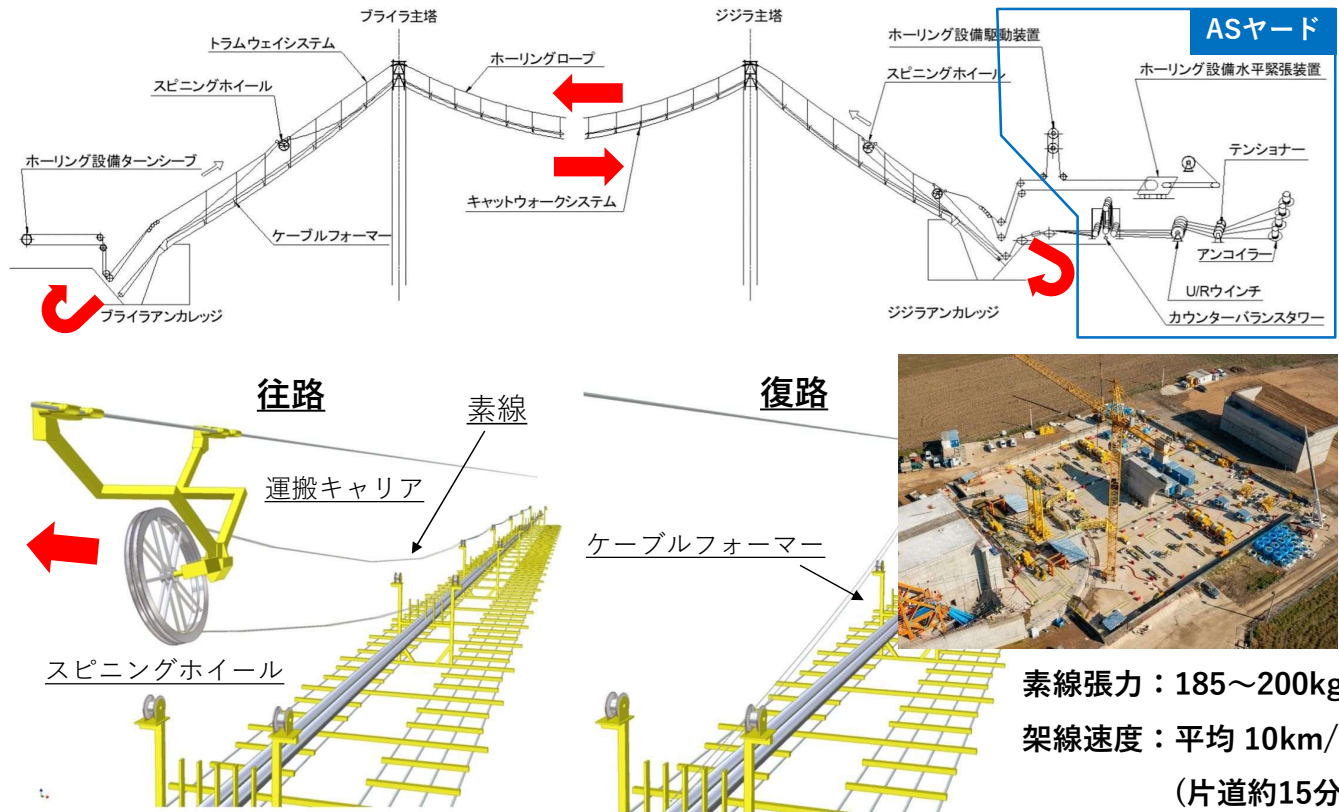 ブライラ主塔
ジジラ主塔
ASヤード
トラムウェイシステム
ホーリングロープ
ホーリング設備駆動装置
ホーリング設備水平緊張装置
スピニングホイール
スピニングホイール
テンショナー
ホーリング設備ターンシーブ
キャットウォークシステム
ケーブルフォーマー
アンコイラー
U/Rウインチ
ブライラアンカレッジ
ジジラアンカレッジ
カウンターバランスタワー
往路
素線
運搬キャリア
スピニングホイール
復路
ケーブルフォーマー
素線張力：185～200kg
架線速度：平均 10km/
(片道約15分